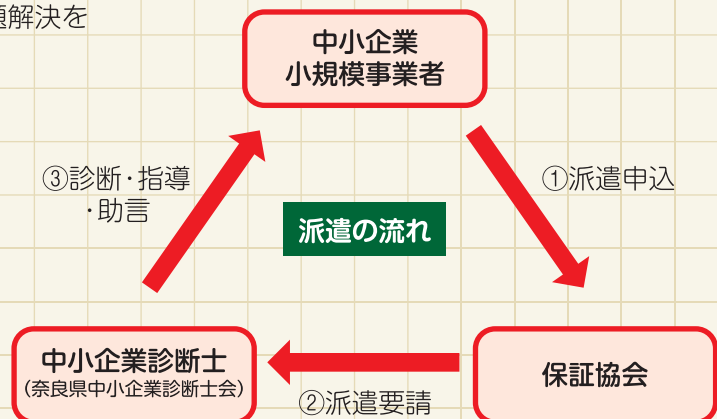 題解決を
中小企業
小規模事業者
③診断・指導
・助言
①派遣申込
派遣の流れ
中小企業診断士
(奈良県中小企業診断士会)
保証協会
②派遣要請